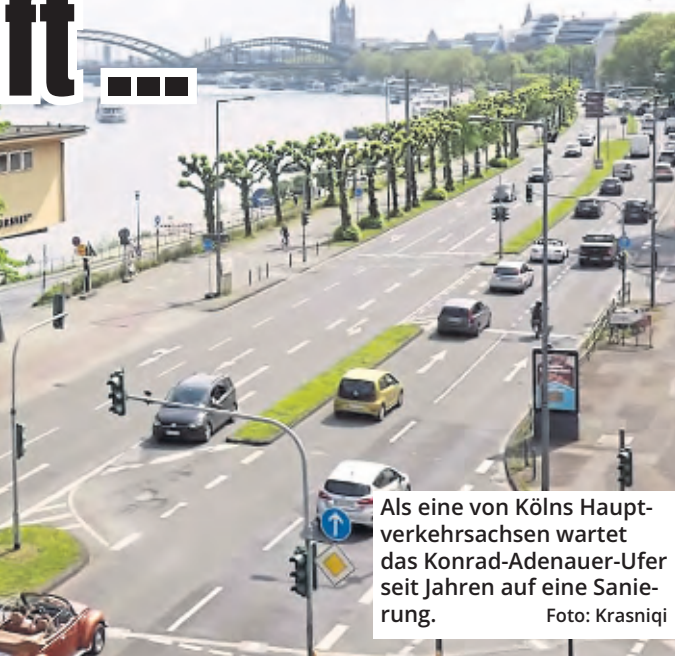 ft ...
Als eine von Kölns Haupt-
verkehrsachsen wartet
das Konrad-Adenauer-Ufer
seit Jahren auf eine Sanie-
rung. Foto: Krasniqi